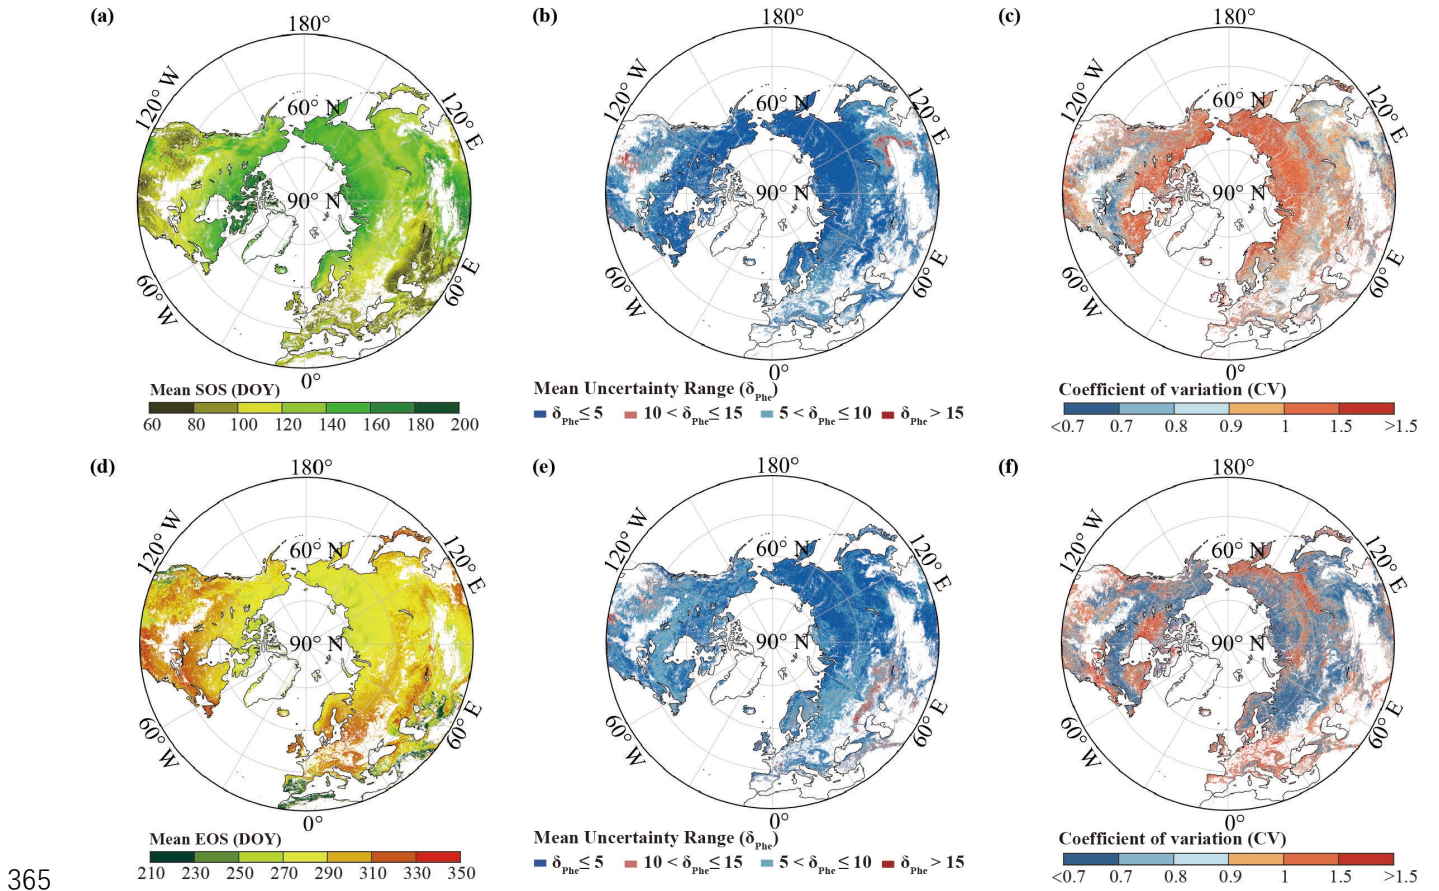 (a)
180°
120° W
60° N
120° E
90° N
60° W
60° E
0°
Mean SOS (DOY)
60 80 100 120 140 160 180 200
(b)
180°
120° W
60° N
120° E
90° N
60° W
60° E
0°
Mean Uncertainty Range (δPhe)
δPhe≤ 5 10 < δPhe≤ 15 5 < δPhe≤ 10 δPhe> 15
(c)
180°
120° W
60° N
120° E
90° N
60° W
60° E
0°
Coefficient of variation (CV)
<0.7 0.7 0.8 0.9 1 1.5 >1.5
(d)
180°
120° W
60° N
120° E
90° N
60° W
60° E
0°
Mean EOS (DOY)
210 230 250 270 290 310 330 350
(e)
180°
120° W
60° N
120° E
90° N
60° W
60° E
0°
Mean Uncertainty Range (δPhe)
δPhe≤ 5 10 < δPhe≤ 15 5 < δPhe≤ 10 δPhe> 15
(f)
180°
120° W
60° N
120° E
90° N
60° W
60° E
0°
Coefficient of variation (CV)
<0.7 0.7 0.8 0.9 1 1.5 >1.5
365